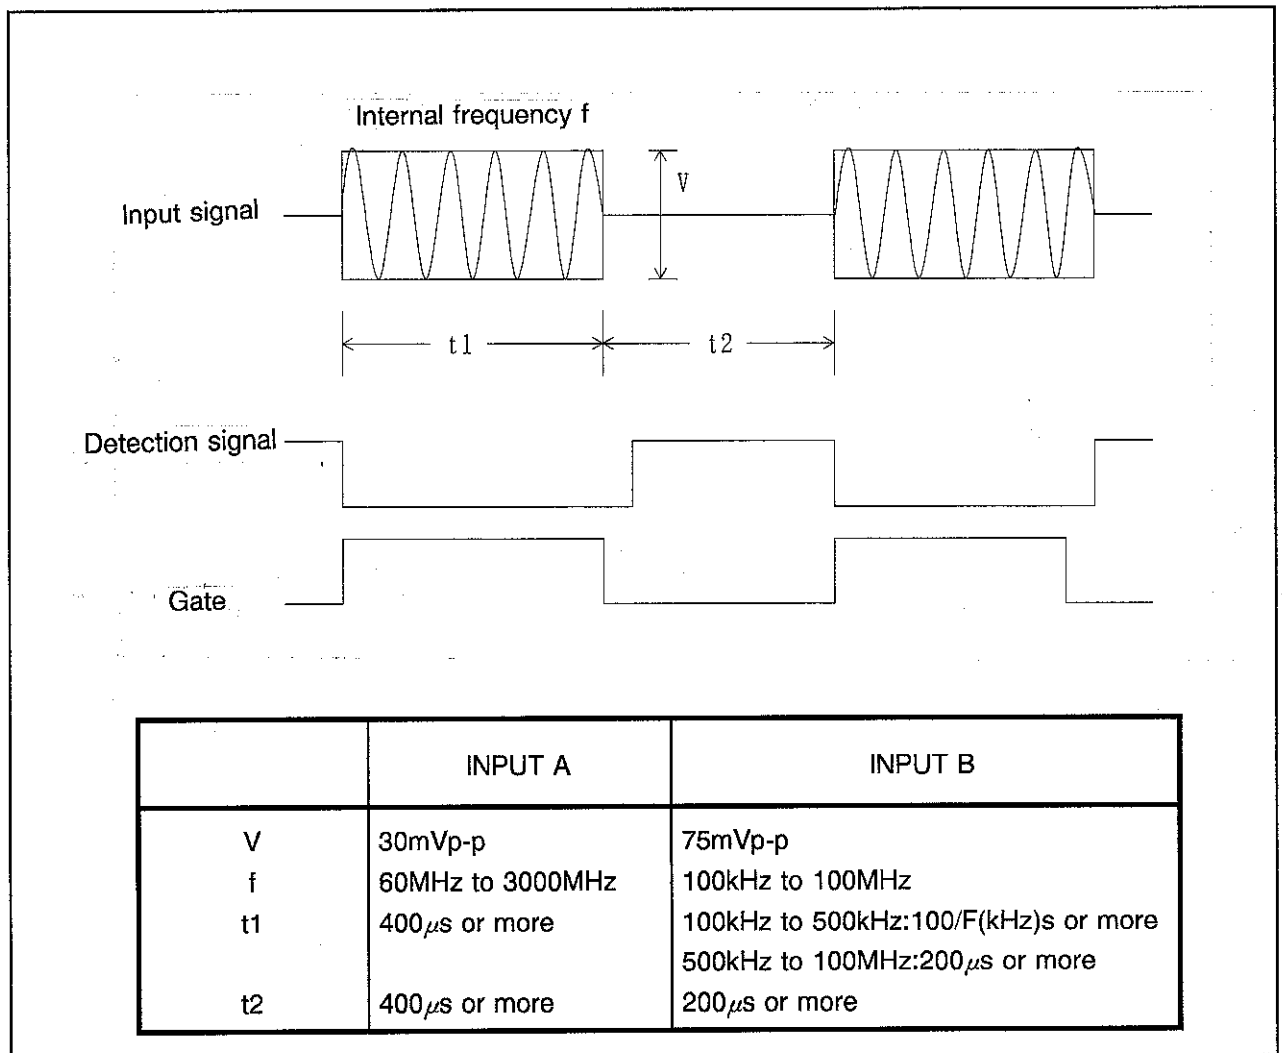 Internal frequency f
V
Input signal
t1
t2
Detection signal
Gate
INPUT A INPUT B
V 30mVp-p 75mVp-p
f 60MHz to 3000MHz 100kHz to 100MHz
t1 400μs or more 100kHz to 500kHz:100/F(kHz)s or more
500kHz to 100MHz:200μs or more
t2 400μs or more 200μs or more